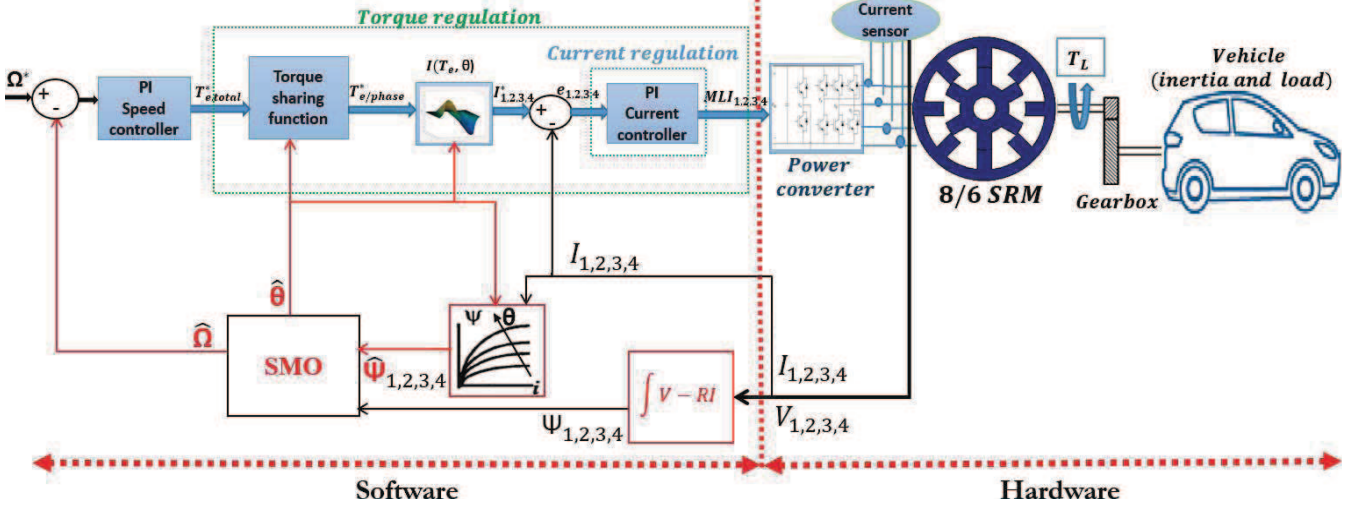 Torque regulation
Current regulation
Current
sensor
Ω*
+
-
PI
Speed
controller
T*e,total
Torque
sharing
function
T*e/phase
I(Te, θ)
I*1,2,3,4
+
-
e1,2,3,4
PI
Current
controller
MLI1,2,3,4
Power
converter
8/6 SRM
TL
Gearbox
Vehicle
(inertia and load)
I1,2,3,4
θ̂
Ω̂
SMO
Ψ̂1,2,3,4
Ψ
θ
i
∫ V − RI
Ψ1,2,3,4
I1,2,3,4
V1,2,3,4
Software
Hardware